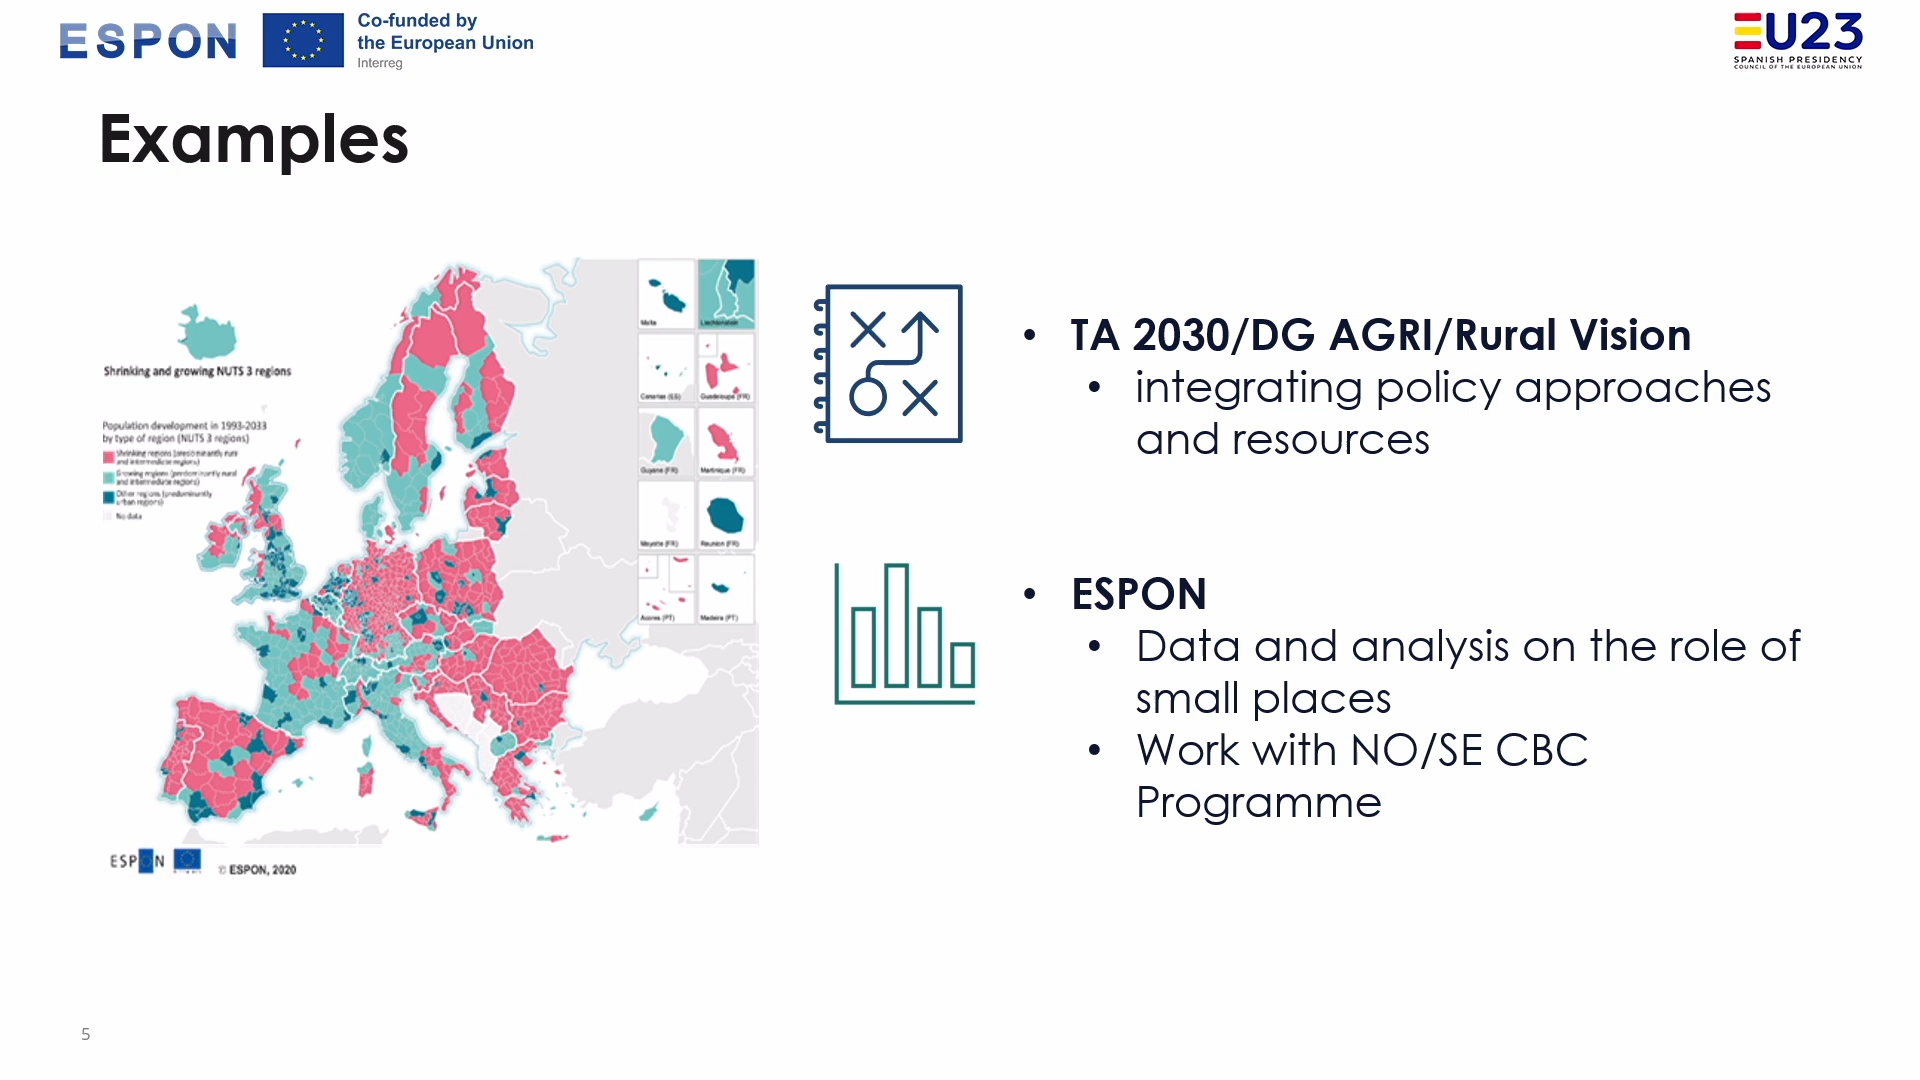 ESPON
Co-funded by
the European Union
Interreg
EU23
SPANISH PRESIDENCY
COUNCIL OF THE EUROPEAN UNION
Examples
Shrinking and growing NUTS 3 regions
Population development in 1993-2033
by type of region (NUTS 3 regions)
Shrinking regions (predominantly rural
and intermediate regions)
Growing regions (predominantly rural
and intermediate regions)
Other regions (predominantly
urban regions)
No data
Malta
Liechtenstein
Canarias (ES)
Guadeloupe (FR)
Guyane (FR)
Martinique (FR)
Mayotte (FR)
Reunion (FR)
Acores (PT)
Madeira (PT)
ESPON
© ESPON, 2020
• TA 2030/DG AGRI/Rural Vision
• integrating policy approaches
and resources
• ESPON
• Data and analysis on the role of
small places
• Work with NO/SE CBC
Programme
5